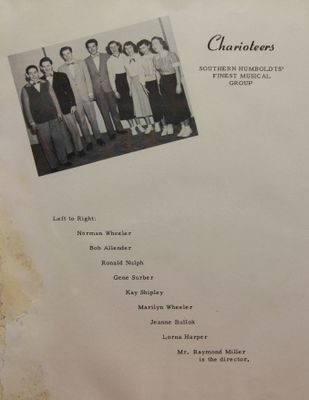 Charioteers
SOUTHERN HUMBOLDTS'
FINEST MUSICAL
GROUP
Left to Right:
Norman Wheeler
Bob Allender
Ronald Nulph
Gene Surber
Kay Shipley
Marilyn Wheeler
Jeanne Bullok
Lorna Harper
Mr. Raymond Miller
is the director,